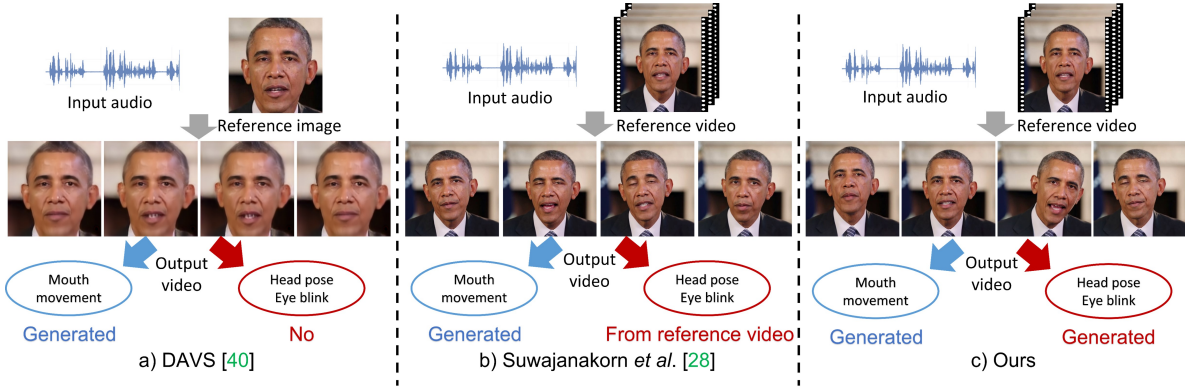 Input audio
Reference image
Output
video
Mouth
movement
Head pose
Eye blink
Generated
No
a) DAVS [40]
Input audio
Reference video
Output
video
Mouth
movement
Head pose
Eye blink
Generated
From reference video
b) Suwajanakorn et al. [28]
Input audio
Reference video
Output
video
Mouth
movement
Head pose
Eye blink
Generated
Generated
c) Ours